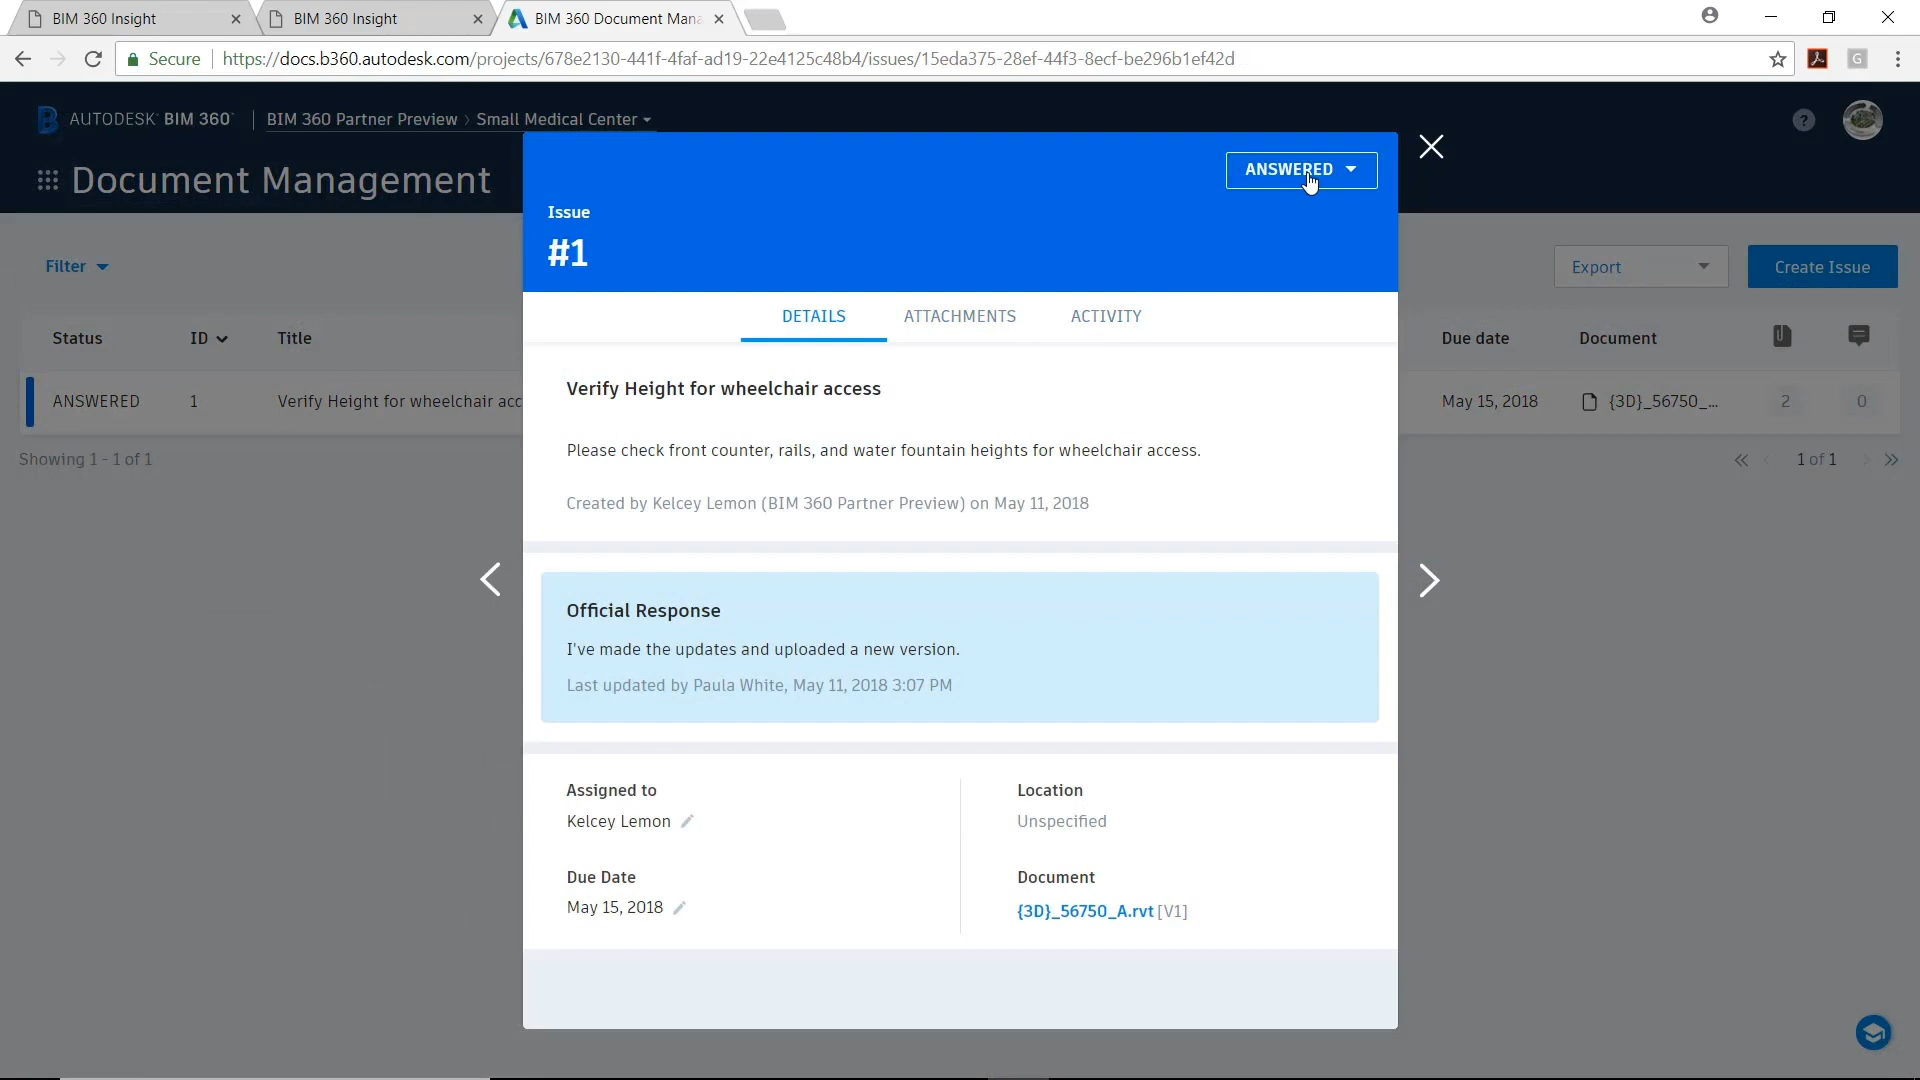 BIM 360 Insight
BIM 360 Insight
BIM 360 Document Mana
Secure
https://docs.b360.autodesk.com/projects/678e2130-441f-4faf-ad19-22e4125c48b4/issues/15eda375-28ef-44f3-8ecf-be296b1ef42d
G
AUTODESK® BIM 360™
BIM 360 Partner Preview > Small Medical Center
?
Document Management
ANSWERED
Issue
#1
Filter
Export
Create Issue
DETAILS
ATTACHMENTS
ACTIVITY
Status
ID
Title
Due date
Document
ANSWERED
1
Verify Height for wheelchair acc
May 15, 2018
{3D}_56750_...
2
0
Showing 1 - 1 of 1
1 of 1
Verify Height for wheelchair access
Please check front counter, rails, and water fountain heights for wheelchair access.
Created by Kelcey Lemon (BIM 360 Partner Preview) on May 11, 2018
Official Response
I've made the updates and uploaded a new version.
Last updated by Paula White, May 11, 2018 3:07 PM
Assigned to
Kelcey Lemon
Location
Unspecified
Due Date
May 15, 2018
Document
{3D}_56750_A.rvt [V1]